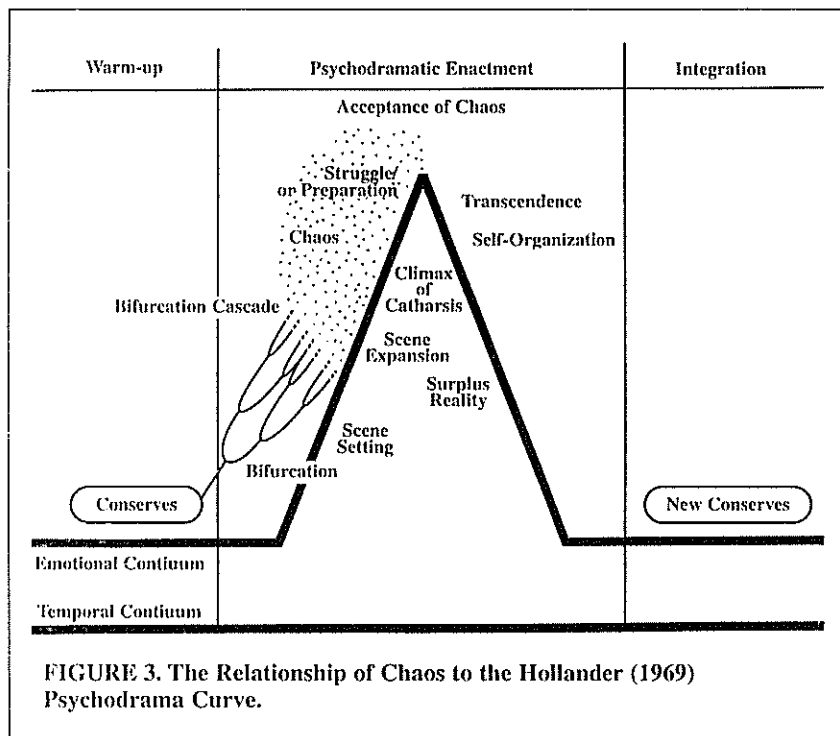 Warm-up
Psychodramatic Enactment
Integration
Acceptance of Chaos
Struggle/
or Preparation
Transcendence
Chaos
Self-Organization
Climax
of
Catharsis
Bifurcation Cascade
Scene
Expansion
Surplus
Reality
Scene
Setting
Bifurcation
Conserves
New Conserves
Emotional Contiuum
Temporal Contiuum
FIGURE 3. The Relationship of Chaos to the Hollander (1969)
Psychodrama Curve.